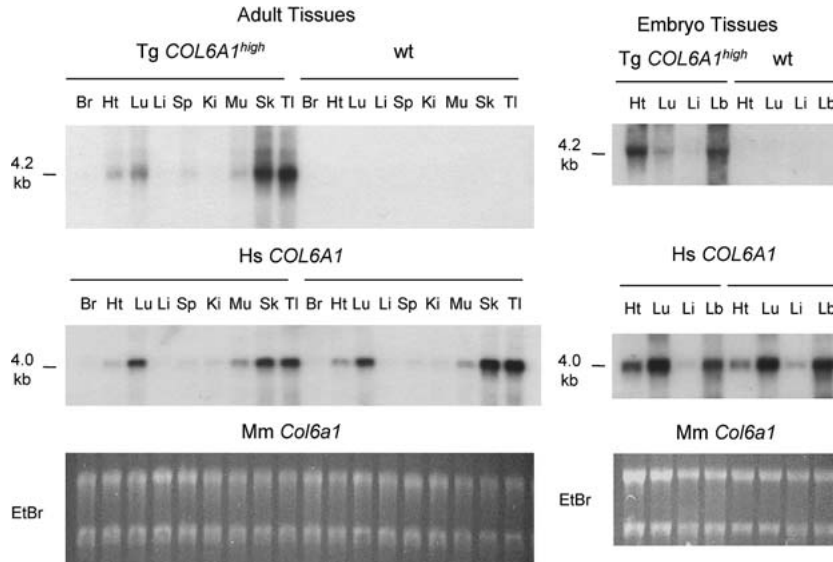 Adult Tissues
Tg COL6A1high wt
Br Ht Lu Li Sp Ki Mu Sk Tl Br Ht Lu Li Sp Ki Mu Sk Tl
4.2
kb
Hs COL6A1
Br Ht Lu Li Sp Ki Mu Sk Tl Br Ht Lu Li Sp Ki Mu Sk Tl
4.0
kb
Mm Col6a1
EtBr
Embryo Tissues
Tg COL6A1high wt
Ht Lu Li Lb Ht Lu Li Lb
4.2
kb
Hs COL6A1
Ht Lu Li Lb Ht Lu Li Lb
4.0
kb
Mm Col6a1
EtBr